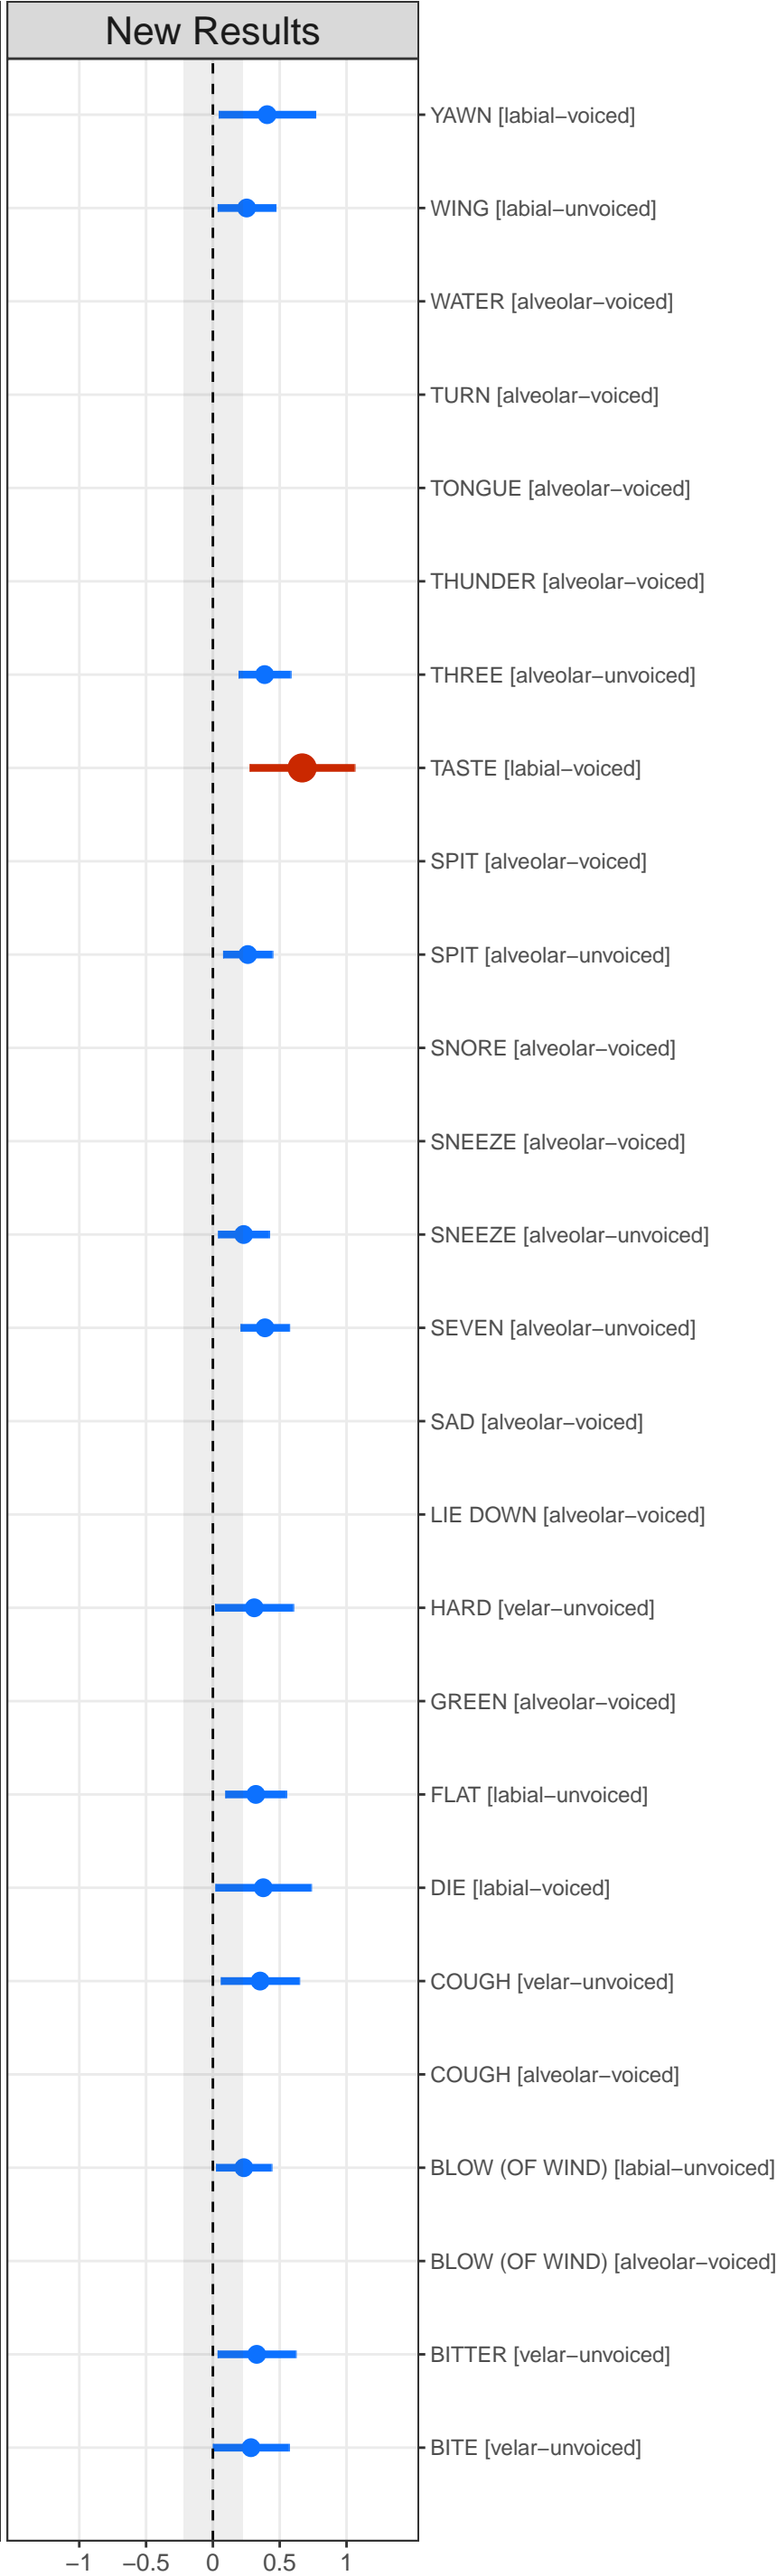 New Results
YAWN [labial−voiced]
WING [labial−unvoiced]
WATER [alveolar−voiced]
TURN [alveolar−voiced]
TONGUE [alveolar−voiced]
THUNDER [alveolar−voiced]
THREE [alveolar−unvoiced]
TASTE [labial−voiced]
SPIT [alveolar−voiced]
SPIT [alveolar−unvoiced]
SNORE [alveolar−voiced]
SNEEZE [alveolar−voiced]
SNEEZE [alveolar−unvoiced]
SEVEN [alveolar−unvoiced]
SAD [alveolar−voiced]
LIE DOWN [alveolar−voiced]
HARD [velar−unvoiced]
GREEN [alveolar−voiced]
FLAT [labial−unvoiced]
DIE [labial−voiced]
COUGH [velar−unvoiced]
COUGH [alveolar−voiced]
BLOW (OF WIND) [labial−unvoiced]
BLOW (OF WIND) [alveolar−voiced]
BITTER [velar−unvoiced]
BITE [velar−unvoiced]
−1 −0.5 0 0.5 1